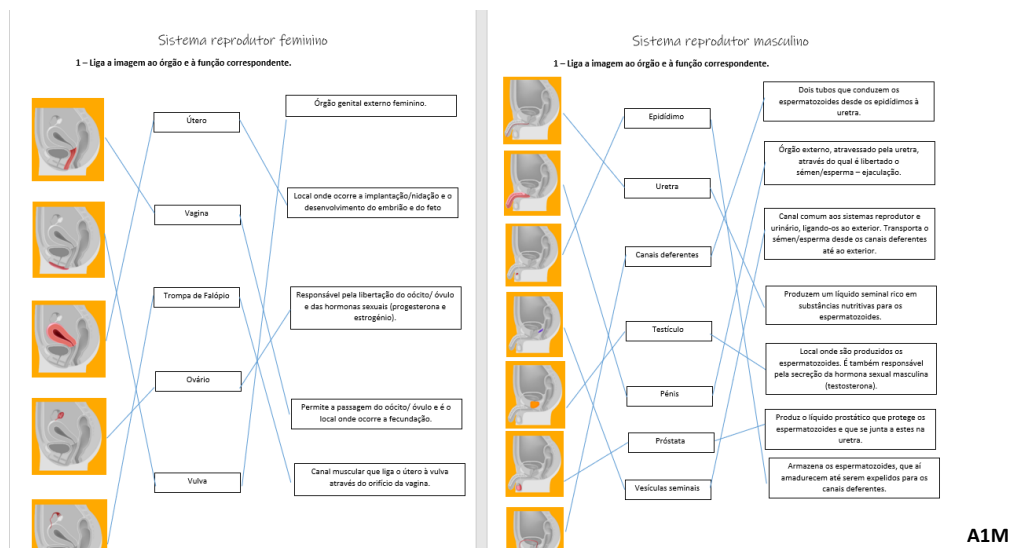 Sistema reprodutor feminino
1 – Liga a imagem ao órgão e à função correspondente.
Órgão genital externo feminino.
Útero
Local onde ocorre a implantação/nidação e o
desenvolvimento do embrião e do feto
Vagina
Trompa de Falópio
Responsável pela libertação do oócito/ óvulo
e das hormonas sexuais (progesterona e
estrogénio).
Ovário
Permite a passagem do oócito/ óvulo e é o
local onde ocorre a fecundação.
Vulva
Canal muscular que liga o útero à vulva
através do orifício da vagina.
Sistema reprodutor masculino
1 – Liga a imagem ao órgão e à função correspondente.
Dois tubos que conduzem os
espermatozoides desde os epidídimos à
uretra.
Epidídimo
Órgão externo, atravessado pela uretra,
através do qual é libertado o
sémen/esperma – ejaculação.
Uretra
Canal comum aos sistemas reprodutor e
urinário, ligando-os ao exterior. Transporta o
sémen/esperma desde os canais deferentes
até ao exterior.
Canais deferentes
Produzem um líquido seminal rico em
substâncias nutritivas para os
espermatozoides.
Testículo
Local onde são produzidos os
espermatozoides. É também responsável
pela secreção da hormona sexual masculina
(testosterona).
Pénis
Produz o líquido prostático que protege os
espermatozoides e que se junta a estes na
uretra.
Próstata
Armazena os espermatozoides, que aí
amadurecem até serem expelidos para os
canais deferentes.
Vesículas seminais
A1M